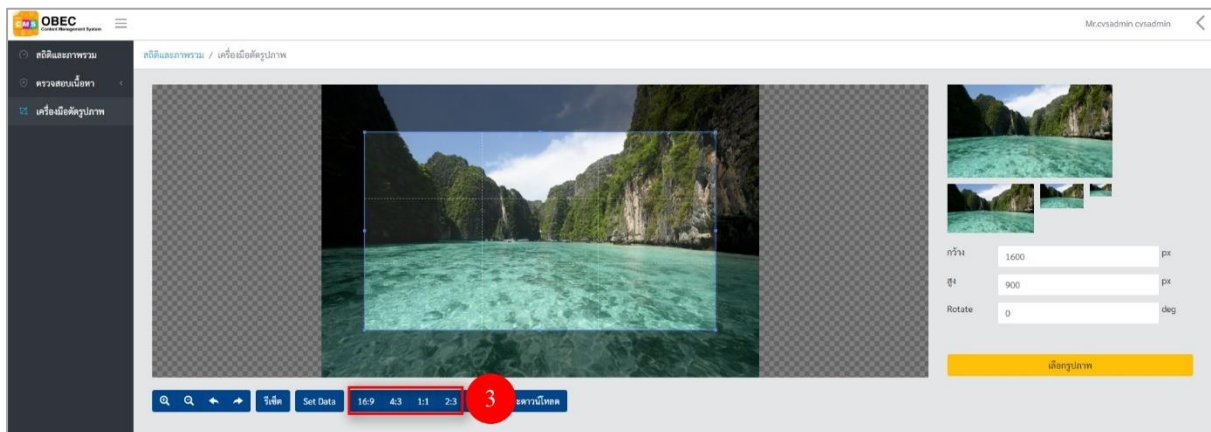 CMS OBEC
Content Management System
Mr.cvsadmin cvsadmin
สถิติและภาพรวม
ตรวจสอบเนื้อหา
เครื่องมือตัดรูปภาพ
สถิติและภาพรวม / เครื่องมือตัดรูปภาพ
กว้าง 1600 px
สูง 900 px
Rotate 0 deg
เลือกรูปภาพ
รีเซ็ต Set Data 16:9 4:3 1:1 2:3 3 ะดาวน์โหลด